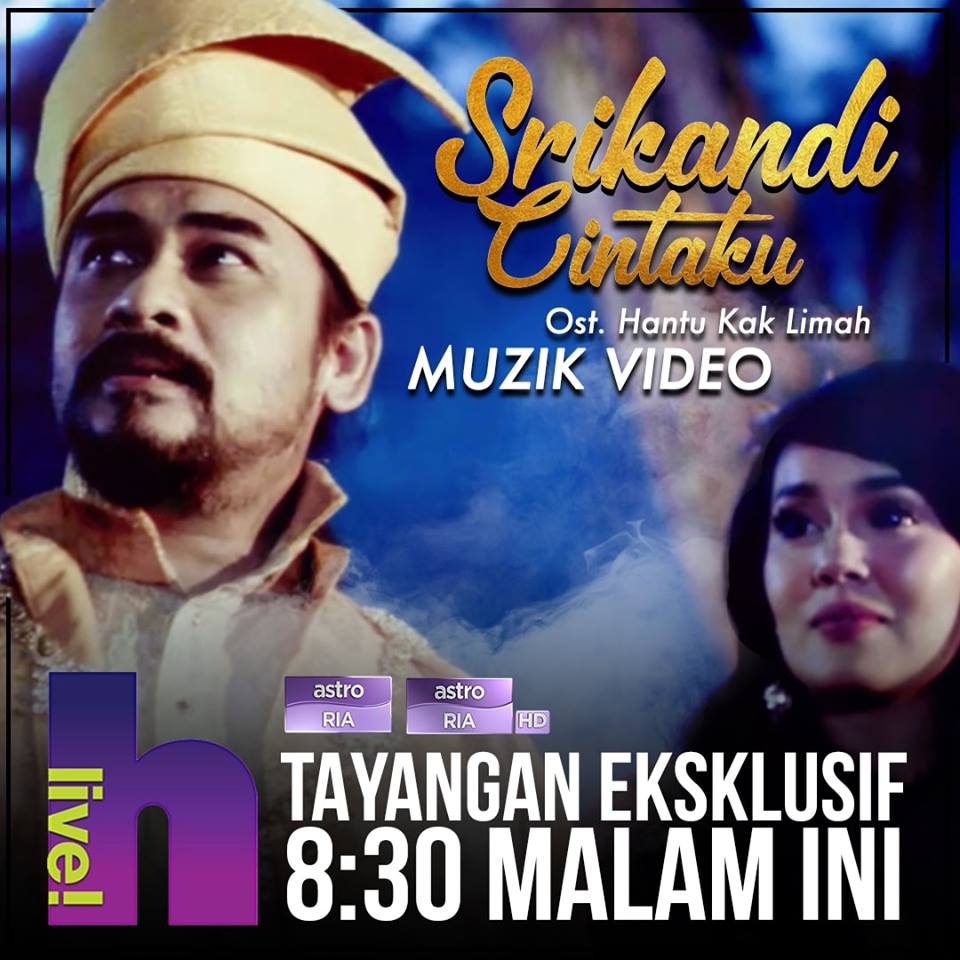 Srikandi
Cintaku
Ost. Hantu Kak Limah
MUZIK VIDEO
astro
RIA
astro
RIA HD
h
live!
TAYANGAN EKSKLUSIF
8:30 MALAM INI